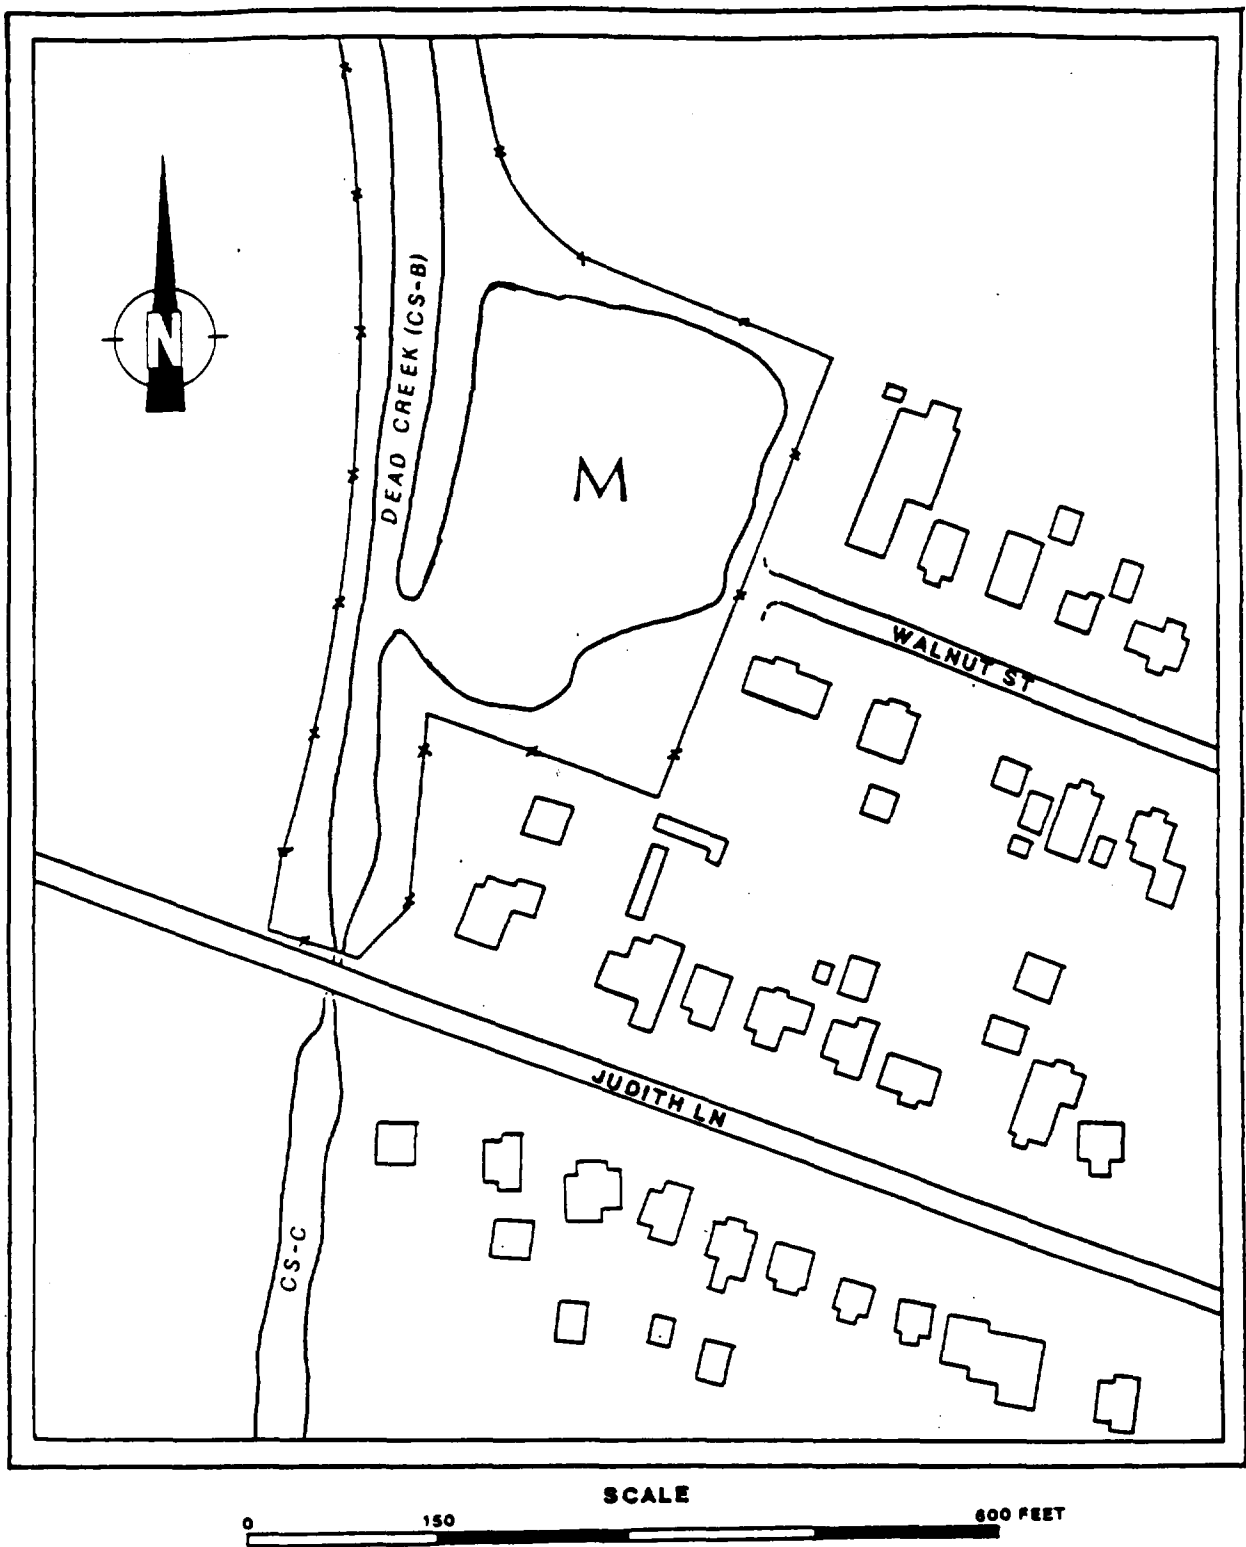 N
DEAD CREEK (CS-B)
M
WALNUT ST
JUDITH LN
CS-C
SCALE
0 150 600 FEET